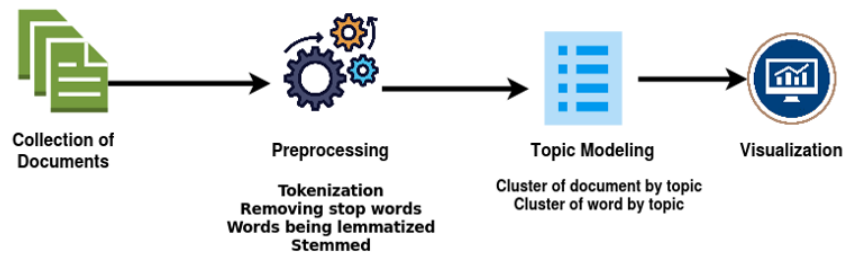 Collection of
Documents
Preprocessing
Tokenization
Removing stop words
Words being lemmatized
Stemmed
Topic Modeling
Cluster of document by topic
Cluster of word by topic
Visualization